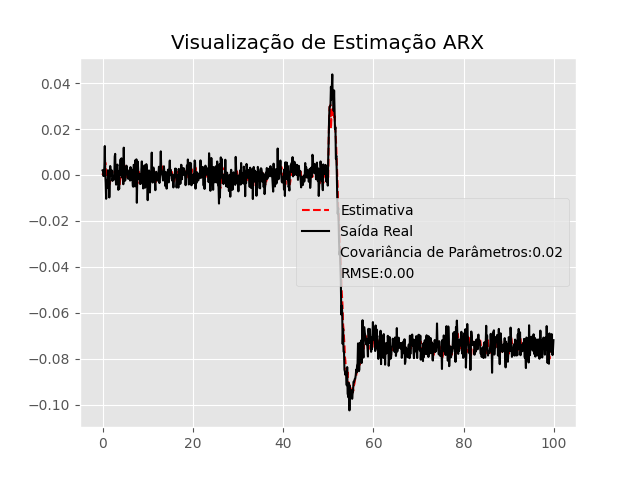 Visualização de Estimação ARX
0.04
0.02
0.00
−0.02
−0.04
−0.06
−0.08
−0.10
Estimativa
Saída Real
Covariância de Parâmetros:0.02
RMSE:0.00
0 20 40 60 80 100